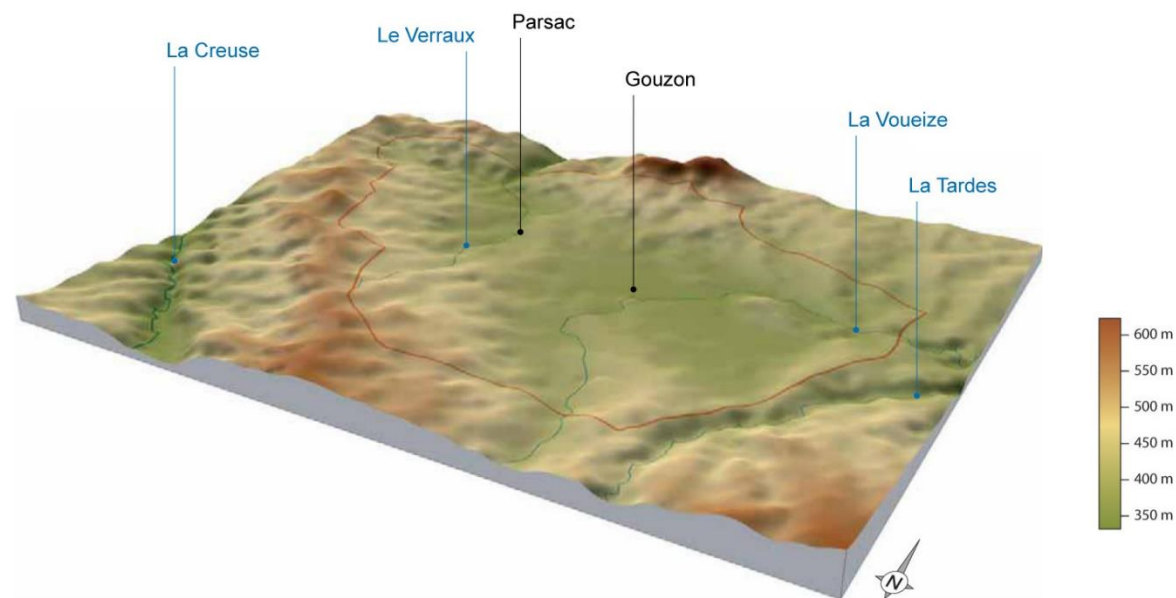 Parsac
Le Verraux
La Creuse
Gouzon
La Voueize
La Tardes
600 m
550 m
500 m
450 m
400 m
350 m
N